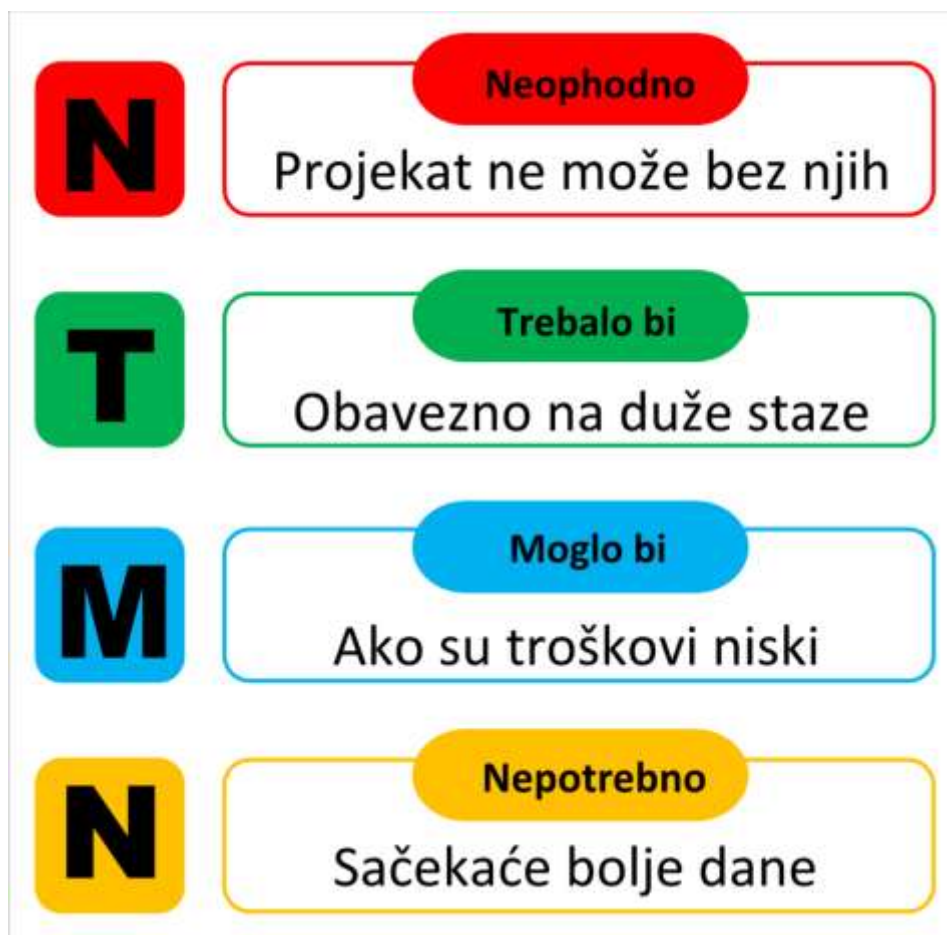 N
Neophodno
Projekat ne može bez njih
T
Trebalo bi
Obavezno na duže staze
M
Moglo bi
Ako su troškovi niski
N
Nepotrebno
Sačekaće bolje dane